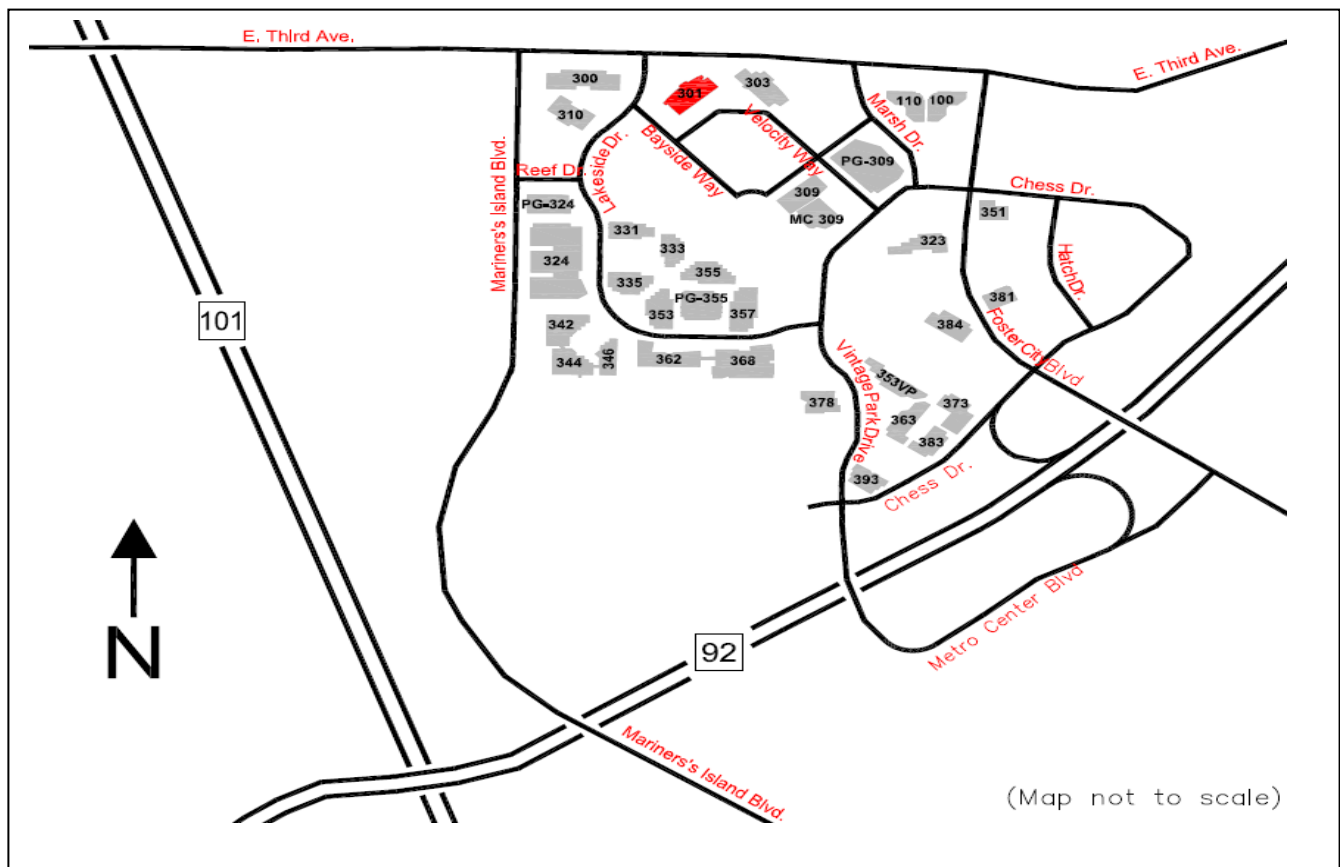 E. Third Ave.
E. Third Ave.
300
301
303
110
100
310
Marsh Dr.
Velocity Way
Bayside Way
Lakeside Dr.
PG-309
Mariners's Island Blvd.
Reef Dr.
309
Chess Dr.
PG-324
MC 309
351
331
333
323
324
Hatch Dr.
335
355
PG-355
381
353
357
101
342
384
Foster City Blvd
344
346
362
368
Vintage Park Drive
353VP
378
363
373
383
393
Chess Dr.
N
92
Metro Center Blvd
Mariners's Island Blvd.
(Map not to scale)